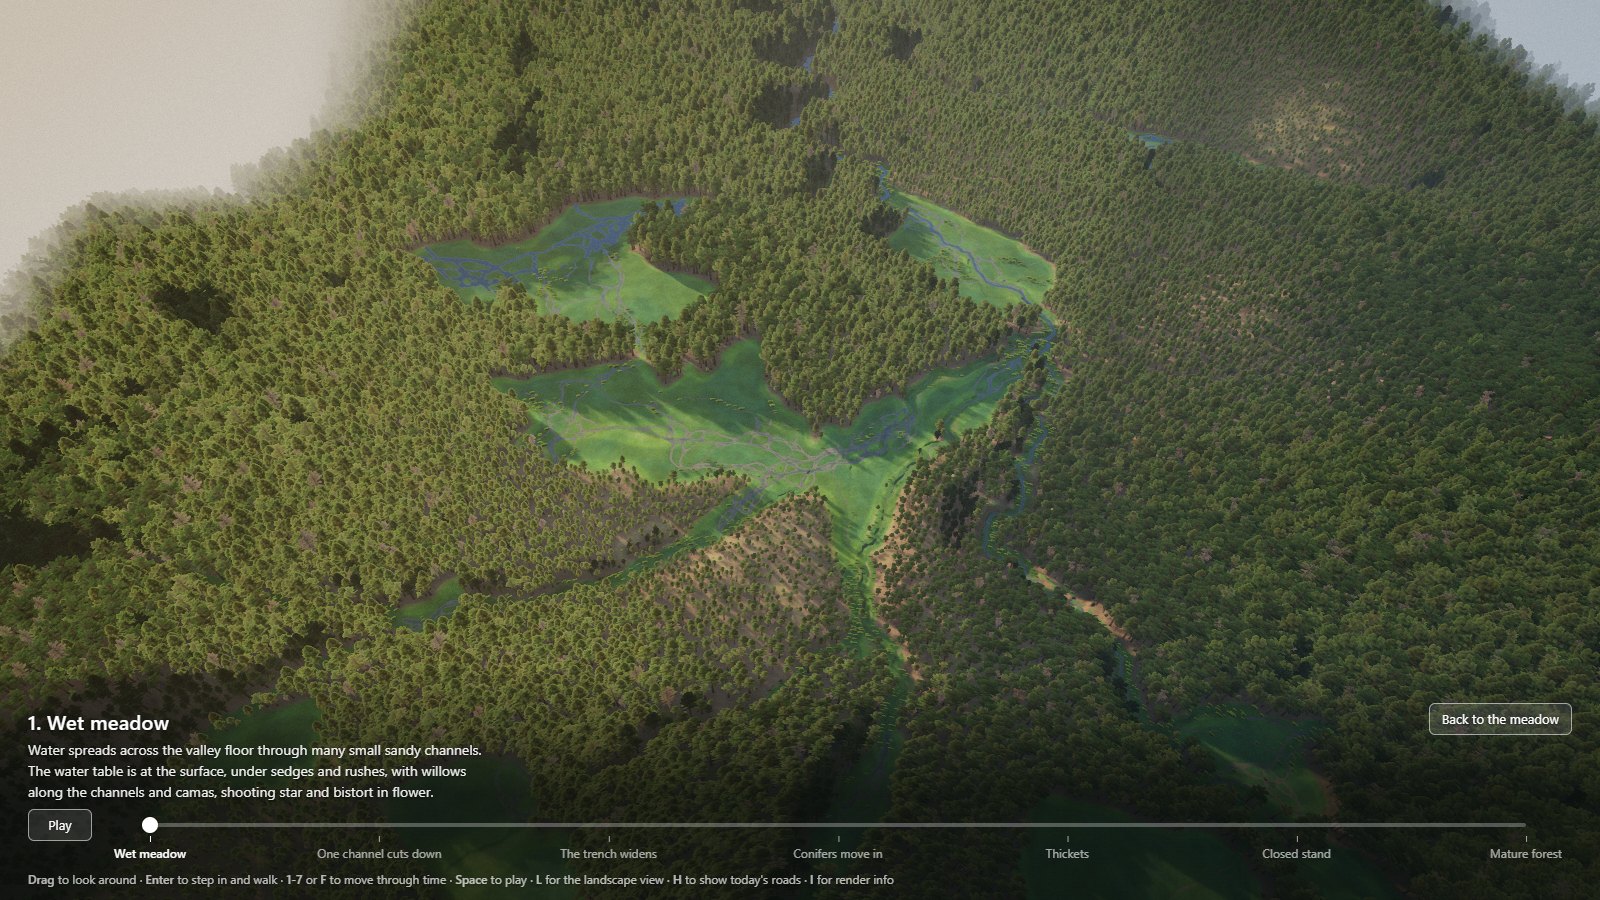 1. Wet meadow
Water spreads across the valley floor through many small sandy channels.
The water table is at the surface, under sedges and rushes, with willows
along the channels and camas, shooting star and bistort in flower.
Back to the meadow
Play
Wet meadow
One channel cuts down
The trench widens
Conifers move in
Thickets
Closed stand
Mature forest
Drag to look around · Enter to step in and walk · 1-7 or F to move through time · Space to play · L for the landscape view · H to show today's roads · I for render info